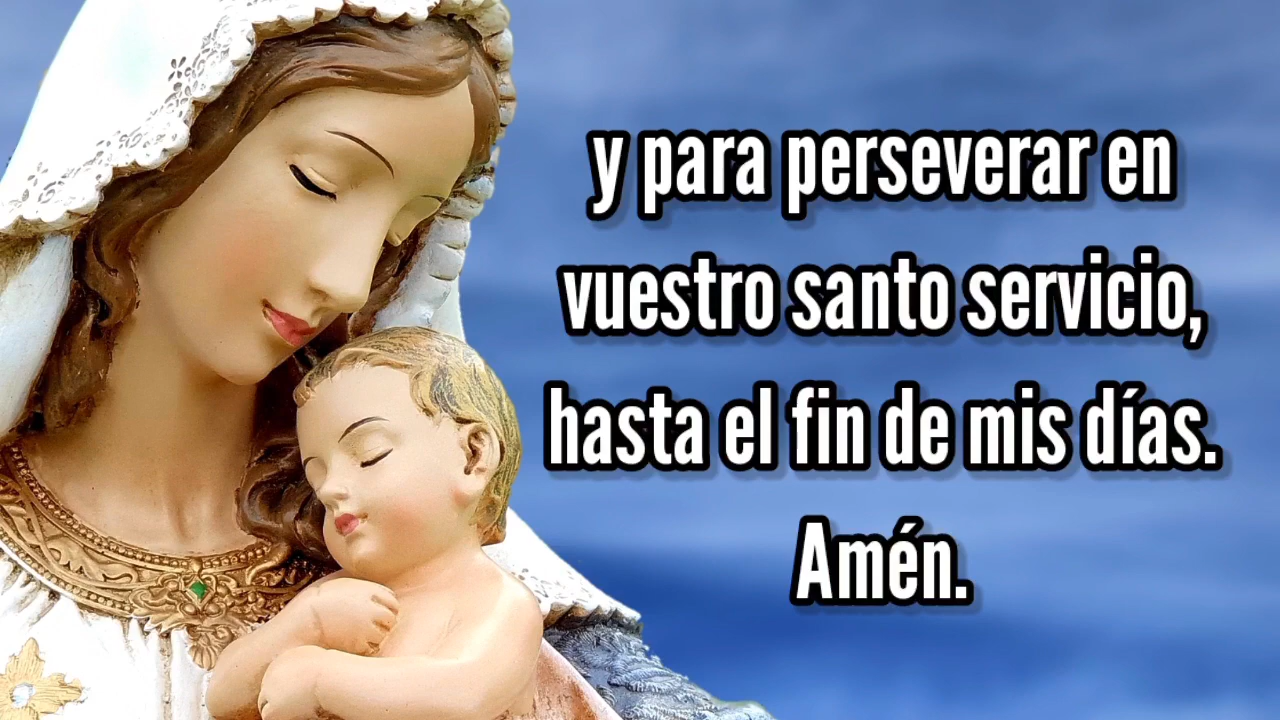 y para perseverar en
vuestro santo servicio,
hasta el fin de mis días.
Amén.